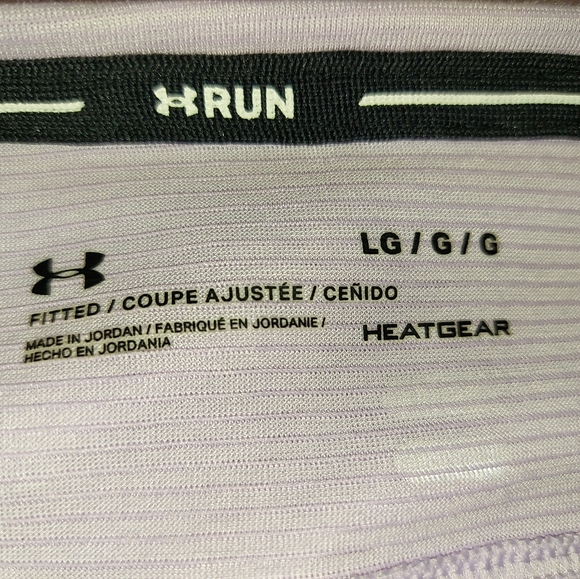 RUN
LG / G / G
FITTED / COUPE AJUSTÉE / CEÑIDO
MADE IN JORDAN / FABRIQUÉ EN JORDANIE /
HECHO EN JORDANIA
HEATGEAR